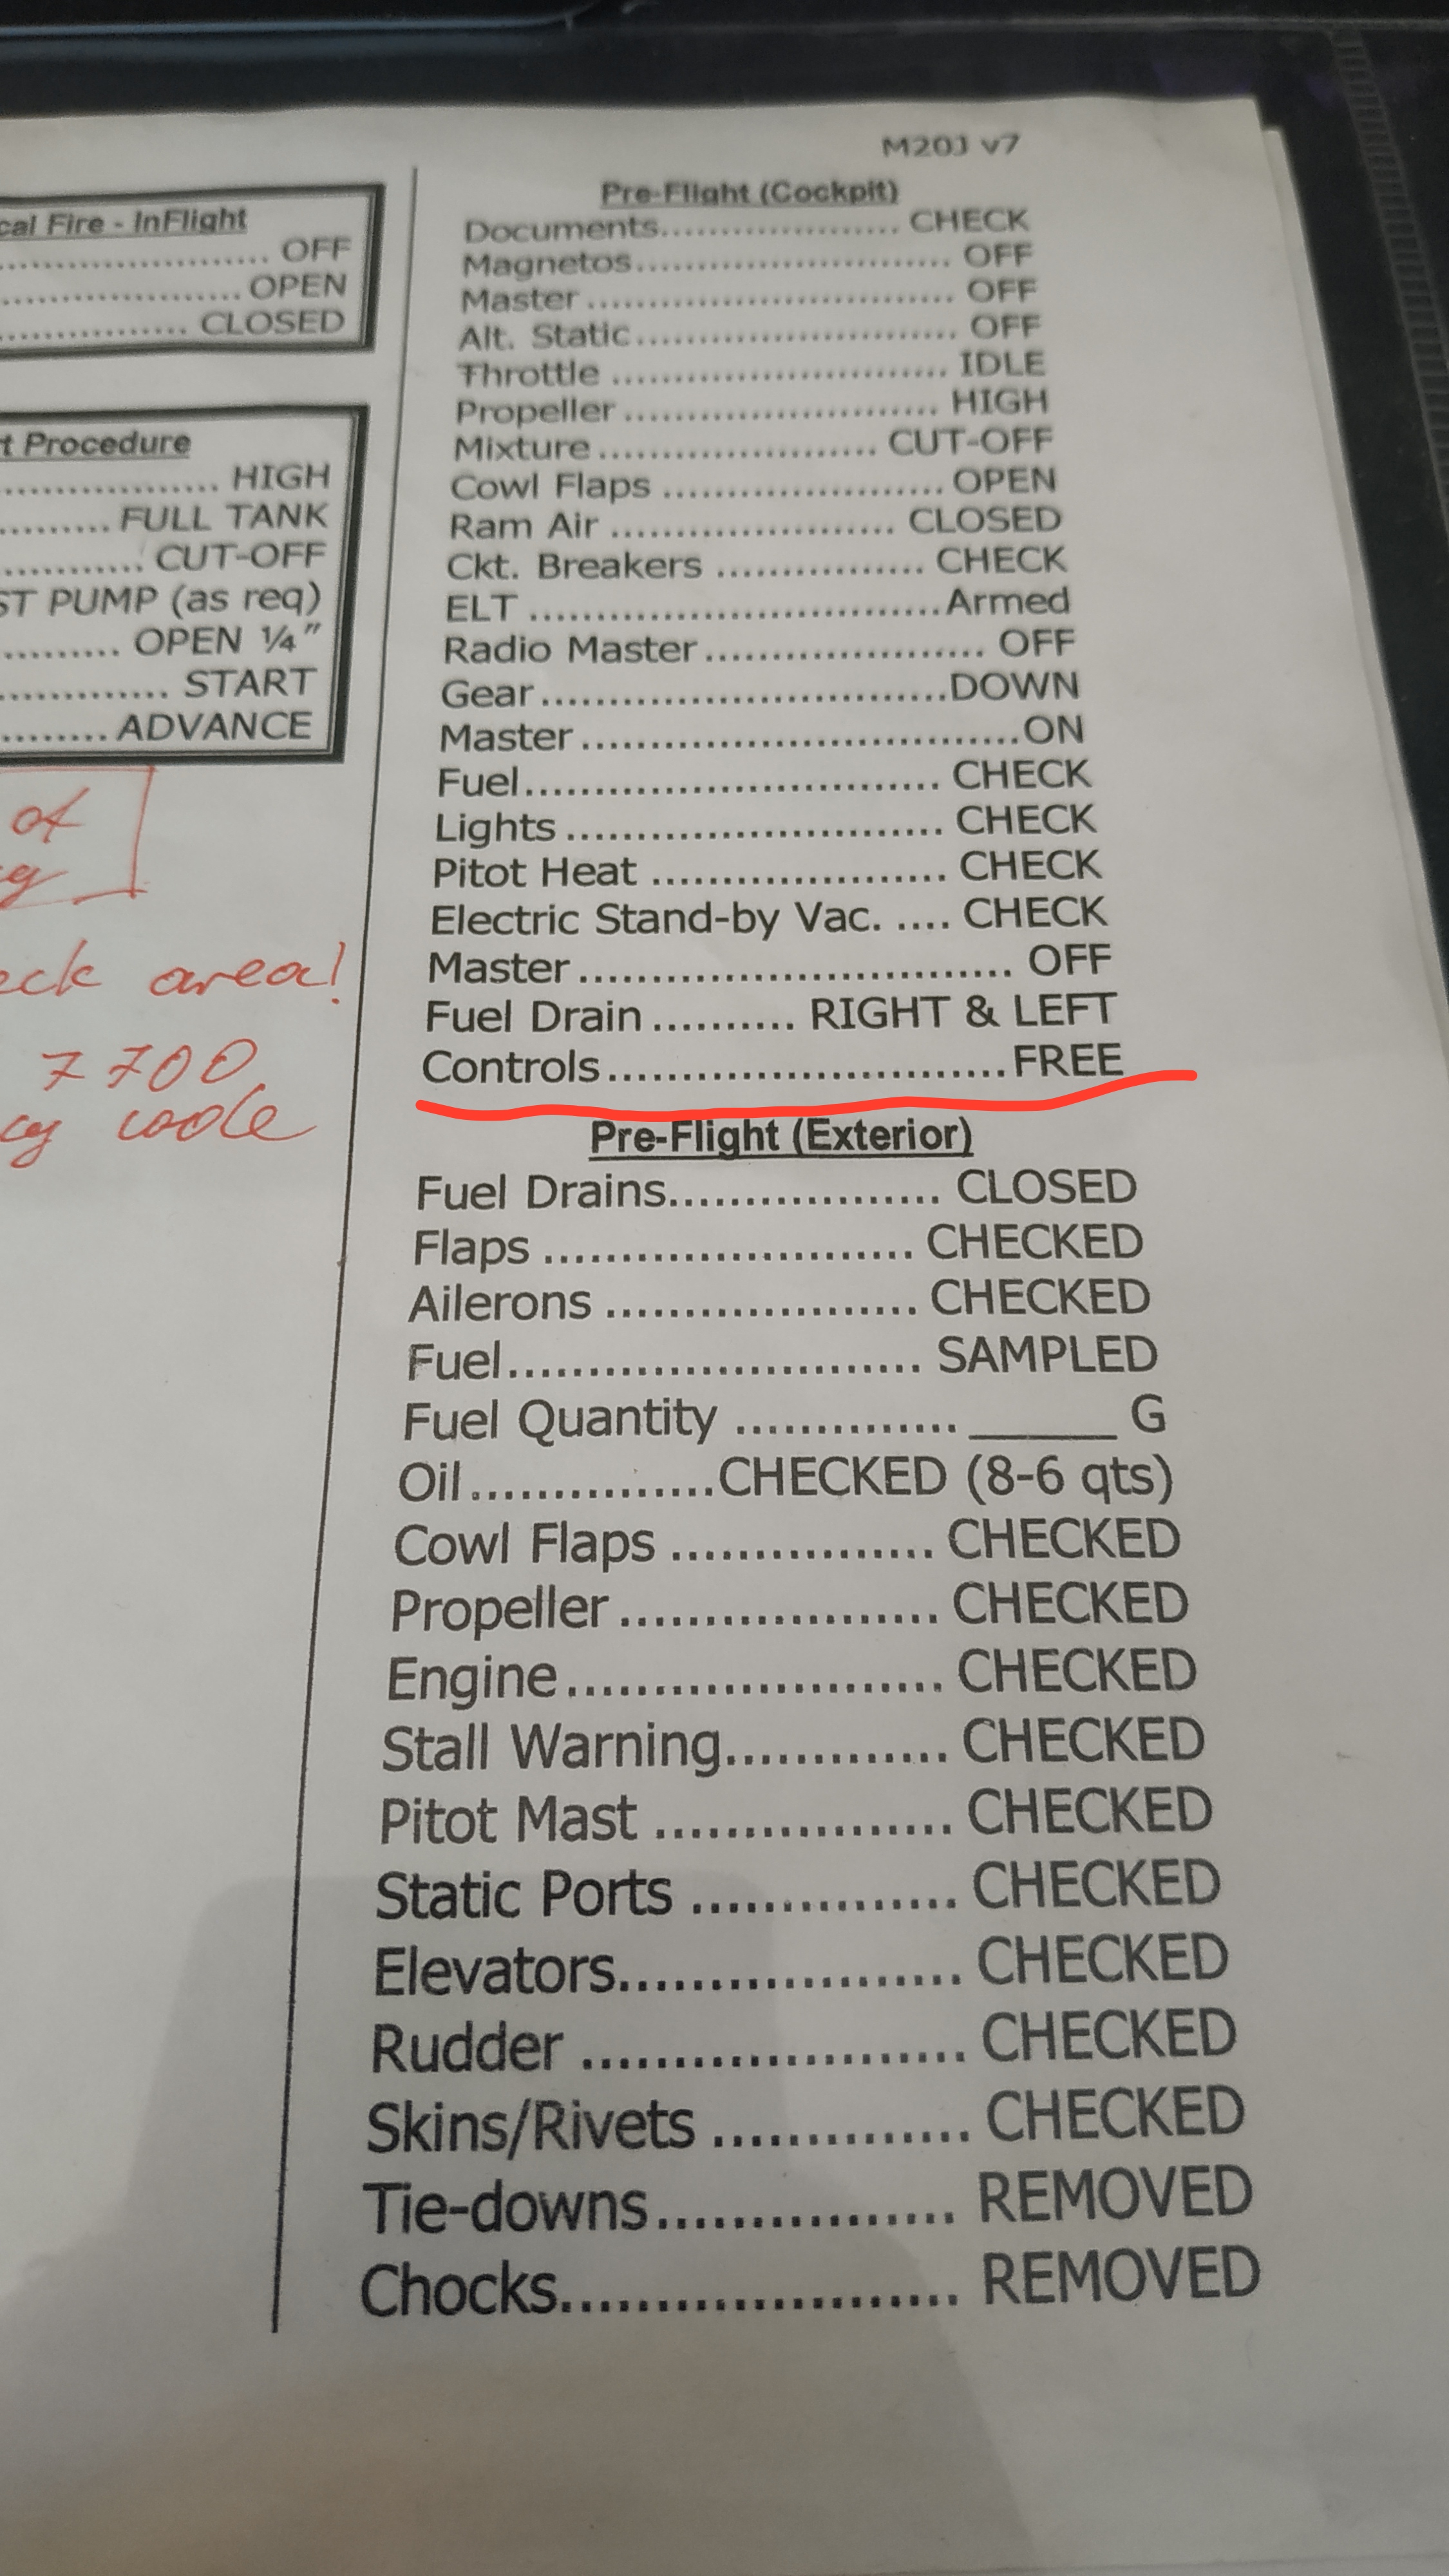 cal Fire - InFlight
........................ OFF
...................... OPEN
................. CLOSED
t Procedure
................... HIGH
......... FULL TANK
............ CUT-OFF
ST PUMP (as req)
.......... OPEN ¼"
.............. START
......... ADVANCE
of
eck area!
7700
code
M20J v7
Pre-Flight (Cockpit)
Documents.................... CHECK
Magnetos.......................... OFF
Master .............................. OFF
Alt. Static.......................... OFF
Throttle ........................... IDLE
Propeller ......................... HIGH
Mixture ...................... CUT-OFF
Cowl Flaps ...................... OPEN
Ram Air ...................... CLOSED
Ckt. Breakers ................ CHECK
ELT ................................ Armed
Radio Master...................... OFF
Gear ............................... DOWN
Master .................................. ON
Fuel................................ CHECK
Lights ............................. CHECK
Pitot Heat ...................... CHECK
Electric Stand-by Vac. .... CHECK
Master ................................. OFF
Fuel Drain .......... RIGHT & LEFT
Controls ............................. FREE
Pre-Flight (Exterior)
Fuel Drains................... CLOSED
Flaps ........................ CHECKED
Ailerons .................... CHECKED
Fuel.......................... SAMPLED
Fuel Quantity .............. _____ G
Oil ............... CHECKED (8-6 qts)
Cowl Flaps ................ CHECKED
Propeller ................... CHECKED
Engine ...................... CHECKED
Stall Warning............. CHECKED
Pitot Mast ................. CHECKED
Static Ports ............... CHECKED
Elevators................... CHECKED
Rudder ..................... CHECKED
Skins/Rivets .............. CHECKED
Tie-downs................ REMOVED
Chocks..................... REMOVED